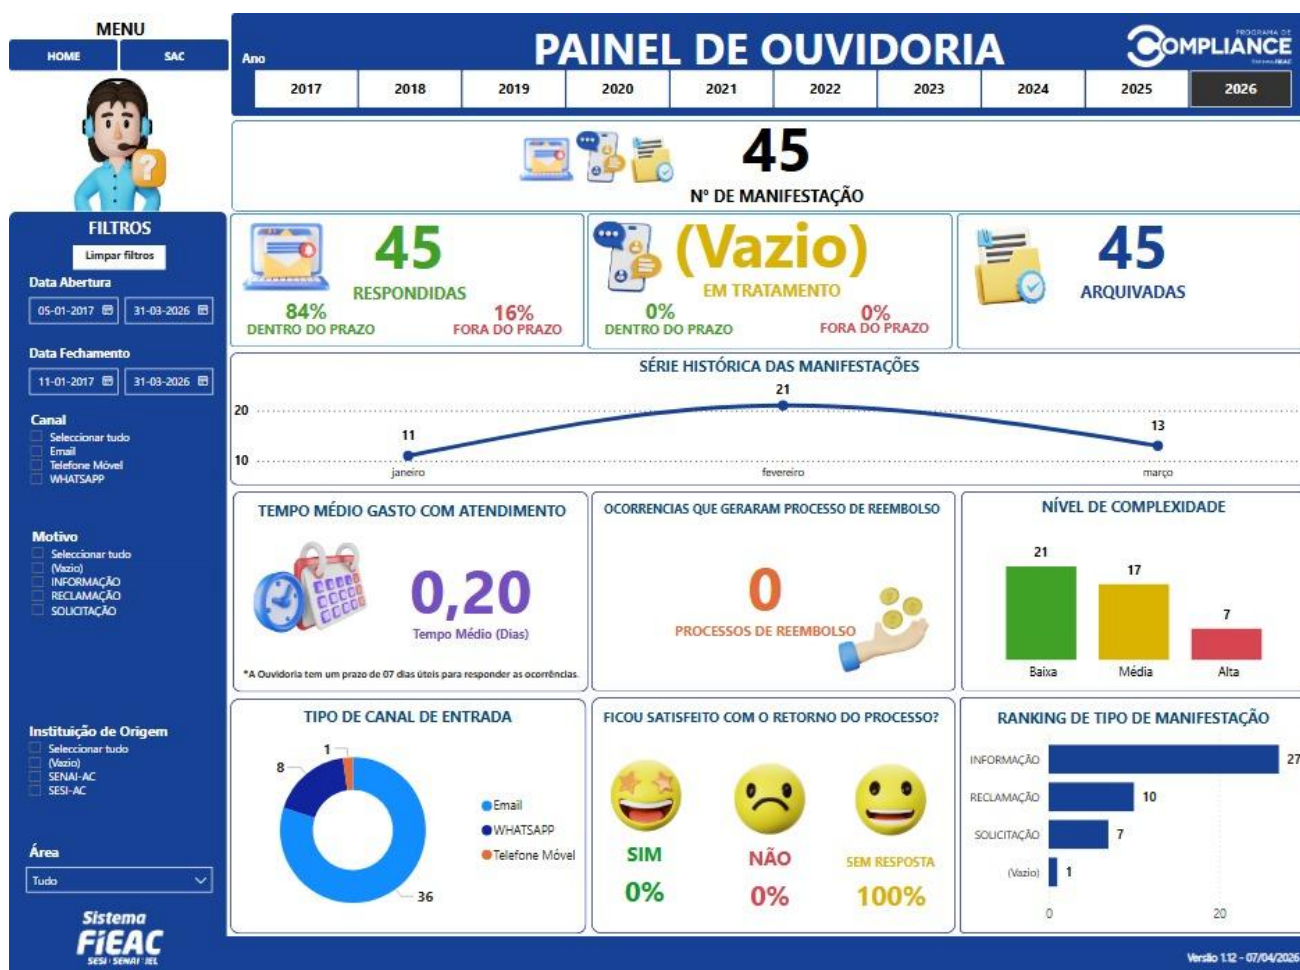 MENU
HOME
SAC
Ano
PAINEL DE OUVIDORIA
PROGRAMA DE
COMPLIANCE
Sistema FIEAC
2017
2018
2019
2020
2021
2022
2023
2024
2025
2026
45
Nº DE MANIFESTAÇÃO
FILTROS
Limpar filtros
Data Abertura
05-01-2017
31-03-2026
Data Fechamento
11-01-2017
31-03-2026
Canal
Seleccionar tudo
Email
Telefone Móvel
WHATSAPP
Motivo
Seleccionar tudo
(Vazio)
INFORMAÇÃO
RECLAMAÇÃO
SOLICITAÇÃO
Instituição de Origem
Seleccionar tudo
(Vazio)
SENAI-AC
SESI-AC
Área
Tudo
Sistema
FiEAC
SESI SENAI IEL
45
RESPONDIDAS
84%
DENTRO DO PRAZO
16%
FORA DO PRAZO
(Vazio)
EM TRATAMENTO
0%
DENTRO DO PRAZO
0%
FORA DO PRAZO
45
ARQUIVADAS
SÉRIE HISTÓRICA DAS MANIFESTAÇÕES
20
10
11
21
13
janeiro
fevereiro
março
TEMPO MÉDIO GASTO COM ATENDIMENTO
0,20
Tempo Médio (Dias)
*A Ouvidoria tem um prazo de 07 dias úteis para responder as ocorrências.
OCORRENCIAS QUE GERARAM PROCESSO DE REEMBOLSO
0
PROCESSOS DE REEMBOLSO
NÍVEL DE COMPLEXIDADE
21
17
7
Baixa
Média
Alta
TIPO DE CANAL DE ENTRADA
1
8
36
Email
WHATSAPP
Telefone Móvel
FICOU SATISFEITO COM O RETORNO DO PROCESSO?
SIM
0%
NÃO
0%
SEM RESPOSTA
100%
RANKING DE TIPO DE MANIFESTAÇÃO
INFORMAÇÃO
27
RECLAMAÇÃO
10
SOLICITAÇÃO
7
(Vazio)
1
0
20
Versão 1.12 - 07/04/2026